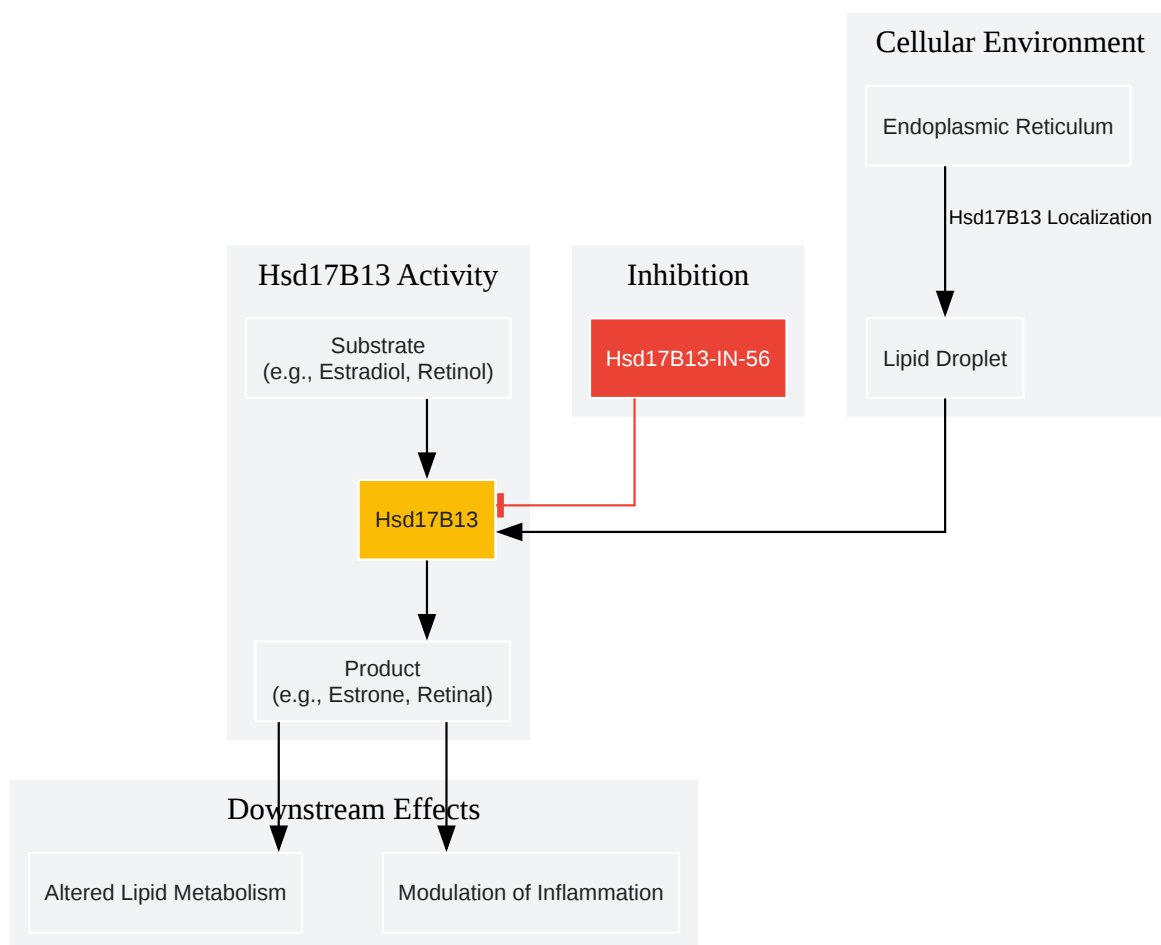 Cellular Environment
Endoplasmic Reticulum
Hsd17B13 Localization
Lipid Droplet
Hsd17B13 Activity
Substrate
(e.g., Estradiol, Retinol)
Hsd17B13
Product
(e.g., Estrone, Retinal)
Inhibition
Hsd17B13-IN-56
Downstream Effects
Altered Lipid Metabolism
Modulation of Inflammation